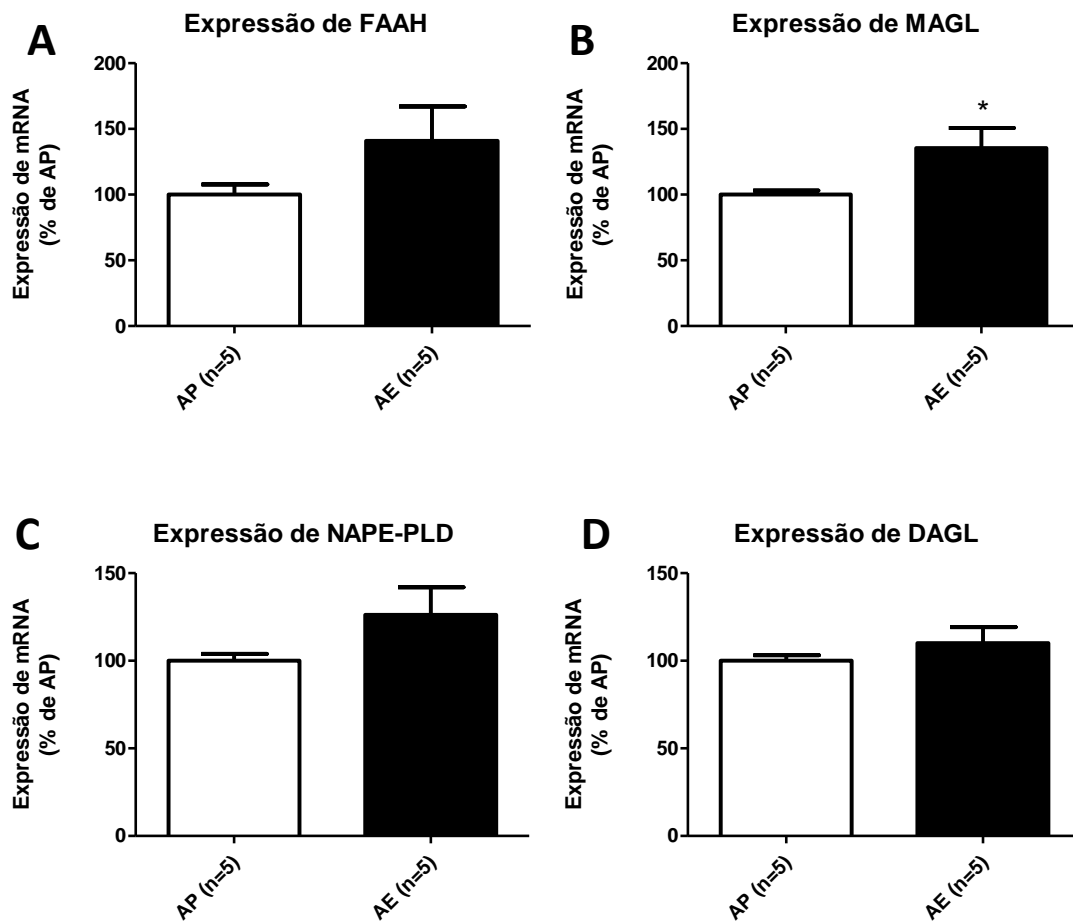 A
Expressão de FAAH
Expressão de mRNA
(% de AP)
200
150
100
50
0
AP (n=5)
AE (n=5)
B
Expressão de MAGL
Expressão de mRNA
(% de AP)
200
150
100
50
0
*
AP (n=5)
AE (n=5)
C
Expressão de NAPE-PLD
Expressão de mRNA
(% de AP)
150
100
50
0
AP (n=5)
AE (n=5)
D
Expressão de DAGL
Expressão de mRNA
(% de AP)
150
100
50
0
AP (n=5)
AE (n=5)